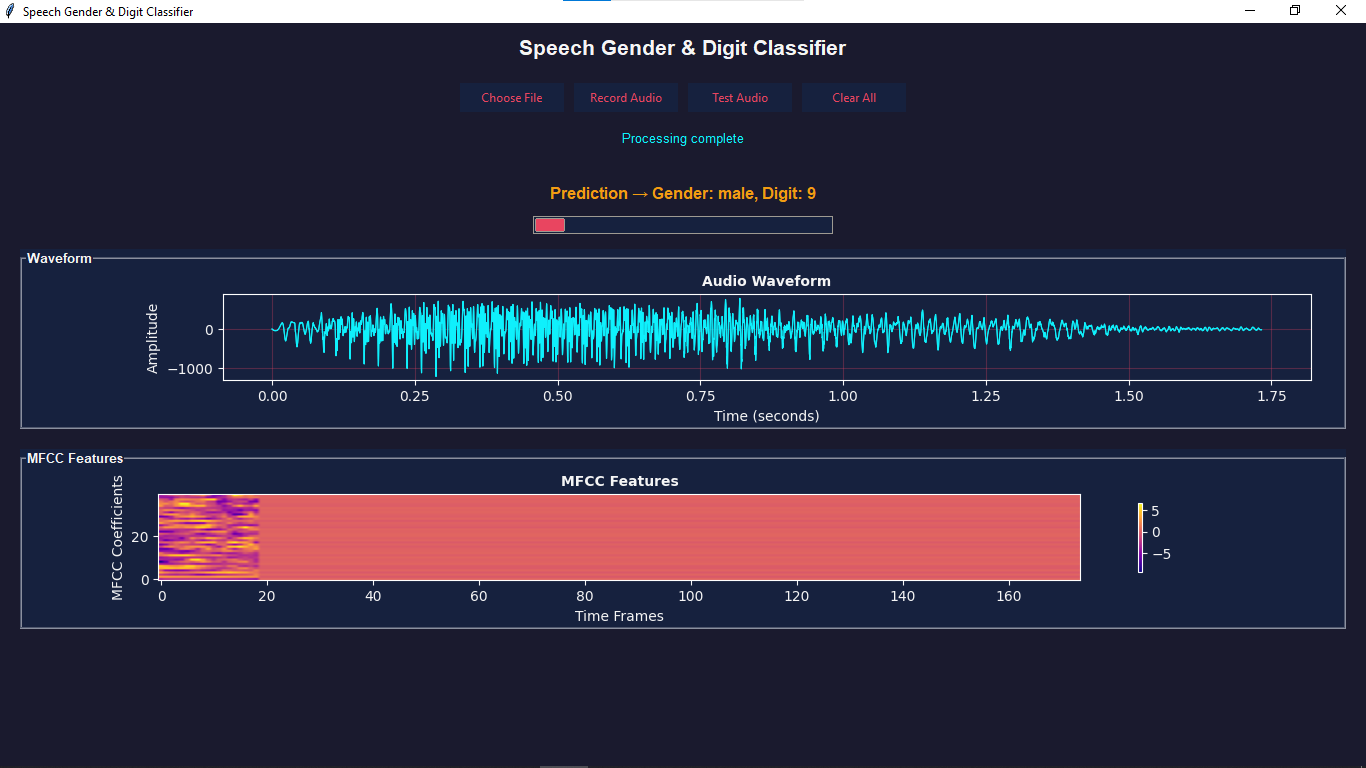 Speech Gender & Digit Classifier
Speech Gender & Digit Classifier
Choose File Record Audio Test Audio Clear All
Processing complete
Prediction → Gender: male, Digit: 9
Waveform
Audio Waveform
Amplitude
0
−1000
0.00 0.25 0.50 0.75 1.00 1.25 1.50 1.75
Time (seconds)
MFCC Features
MFCC Features
MFCC Coefficients
20
0
0 20 40 60 80 100 120 140 160
Time Frames
5
0
−5